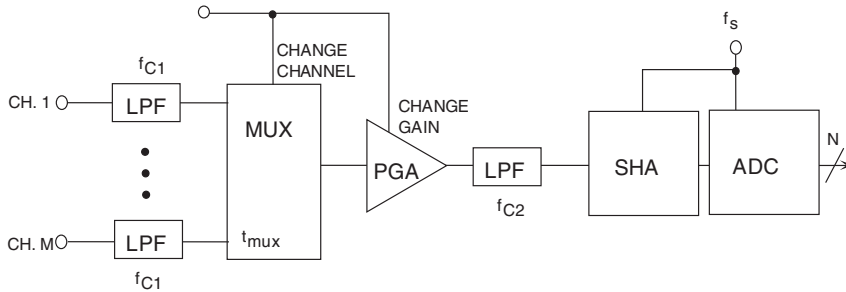 f_s
CHANGE
CHANNEL
f_C1
CH. 1
LPF
MUX
CHANGE
GAIN
PGA
LPF
f_C2
SHA
ADC
N
CH. M
LPF
t_mux
f_C1